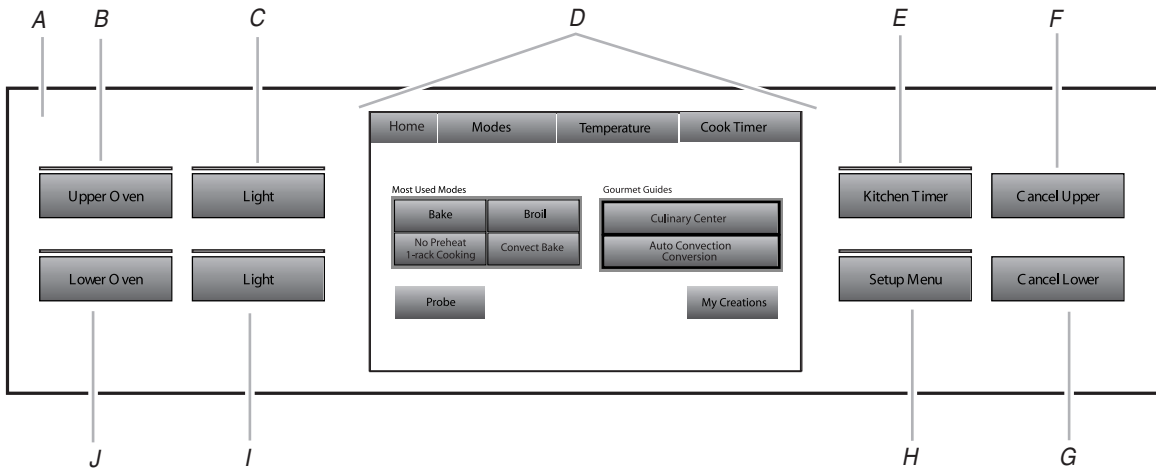 A B C D E F
Home Modes Temperature Cook Timer
Upper Oven Light
Most Used Modes
Bake Broil
No Preheat
1-rack Cooking
Convect Bake
Gourmet Guides
Culinary Center
Auto Convection
Conversion
Kitchen Timer Cancel Upper
Lower Oven Light
Probe My Creations
Setup Menu Cancel Lower
J I H G